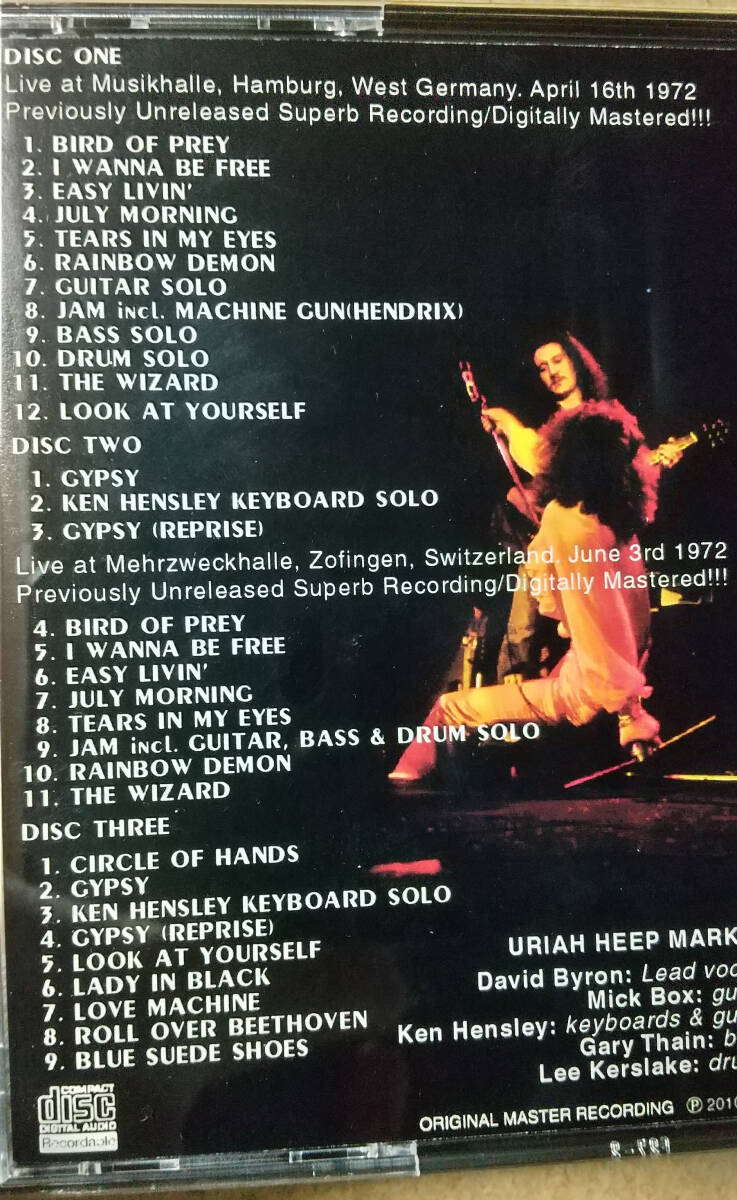 DISC ONE
Live at Musikhalle, Hamburg, West Germany. April 16th 1972
Previously Unreleased Superb Recording/Digitally Mastered!!!
1. BIRD OF PREY
2. I WANNA BE FREE
3. EASY LIVIN'
4. JULY MORNING
5. TEARS IN MY EYES
6. RAINBOW DEMON
7. GUITAR SOLO
8. JAM incl. MACHINE GUN(HENDRIX)
9. BASS SOLO
10. DRUM SOLO
11. THE WIZARD
12. LOOK AT YOURSELF
DISC TWO
1. GYPSY
2. KEN HENSLEY KEYBOARD SOLO
3. GYPSY (REPRISE)
Live at Mehrzweckhalle, Zofingen, Switzerland. June 3rd 1972
Previously Unreleased Superb Recording/Digitally Mastered!!!
4. BIRD OF PREY
5. I WANNA BE FREE
6. EASY LIVIN'
7. JULY MORNING
8. TEARS IN MY EYES
9. JAM incl. GUITAR, BASS & DRUM SOLO
10. RAINBOW DEMON
11. THE WIZARD
DISC THREE
1. CIRCLE OF HANDS
2. GYPSY
3. KEN HENSLEY KEYBOARD SOLO
4. GYPSY (REPRISE)
5. LOOK AT YOURSELF
6. LADY IN BLACK
7. LOVE MACHINE
8. ROLL OVER BEETHOVEN
9. BLUE SUEDE SHOES
URIAH HEEP MARK
David Byron: Lead voc
Mick Box: gu
Ken Hensley: keyboards & gu
Gary Thain: b
Lee Kerslake: dru
COMPACT
disc
DIGITAL AUDIO
Recordable
ORIGINAL MASTER RECORDING ℗ 2010